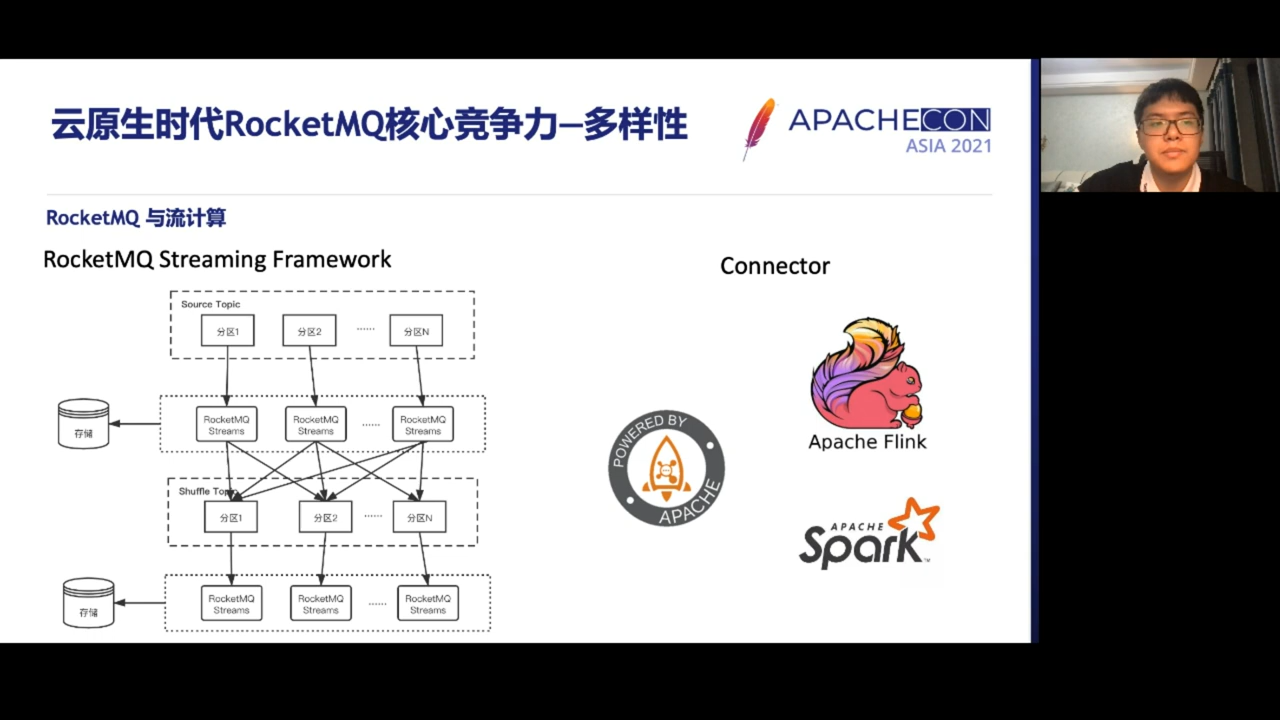 云原生时代RocketMQ核心竞争力—多样性
APACHECON
ASIA 2021
RocketMQ 与流计算
RocketMQ Streaming Framework
Connector
Source Topic
分区1
分区2
......
分区N
存储
RocketMQ
Streams
RocketMQ
Streams
......
RocketMQ
Streams
Shuffle Topic
分区1
分区2
......
分区N
存储
RocketMQ
Streams
RocketMQ
Streams
......
RocketMQ
Streams
POWERED BY
APACHE
Apache Flink
APACHE
Spark™